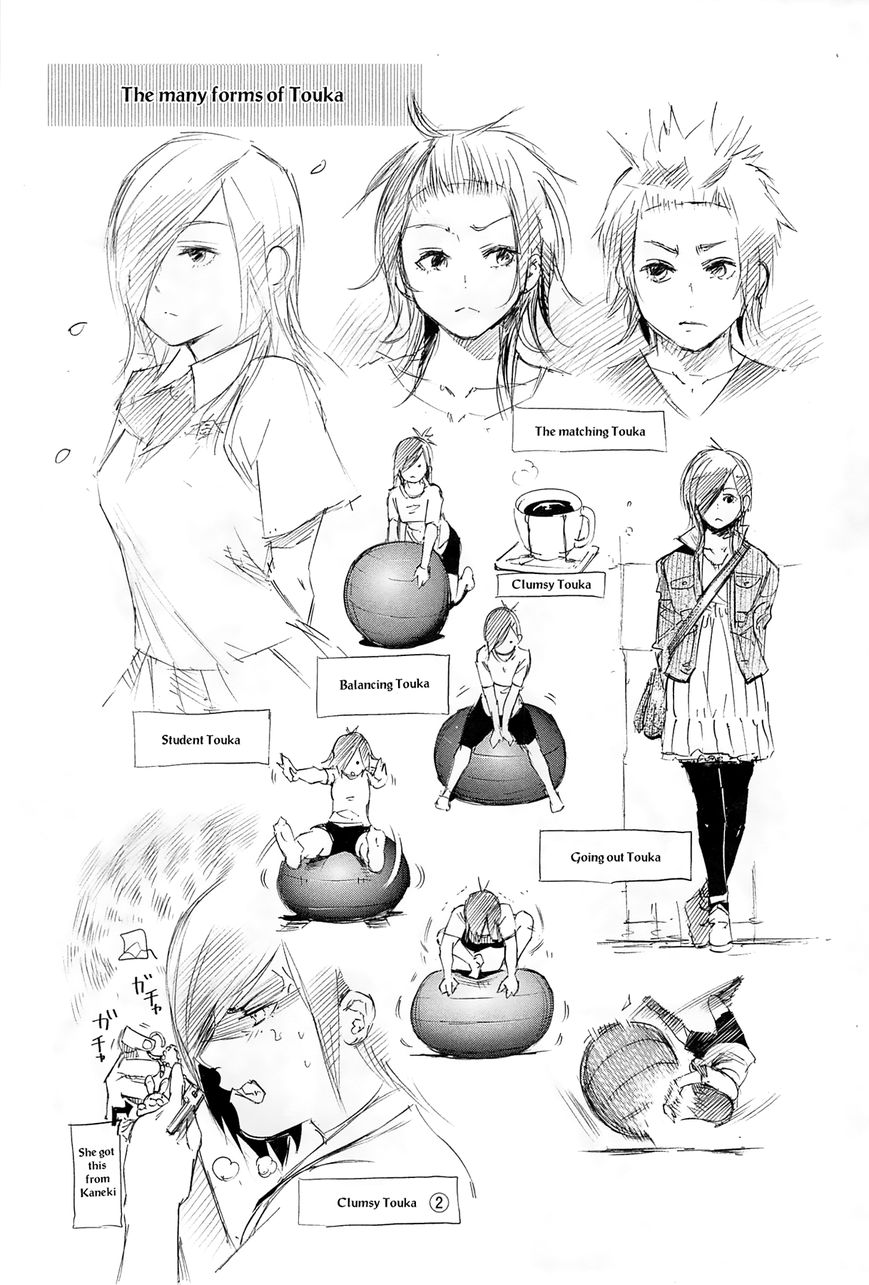 The many forms of Touka
The matching Touka
Clumsy Touka
Balancing Touka
Student Touka
Going out Touka
ガチャ
ガチャ
She got
this
from
Kaneki
Clumsy Touka ②